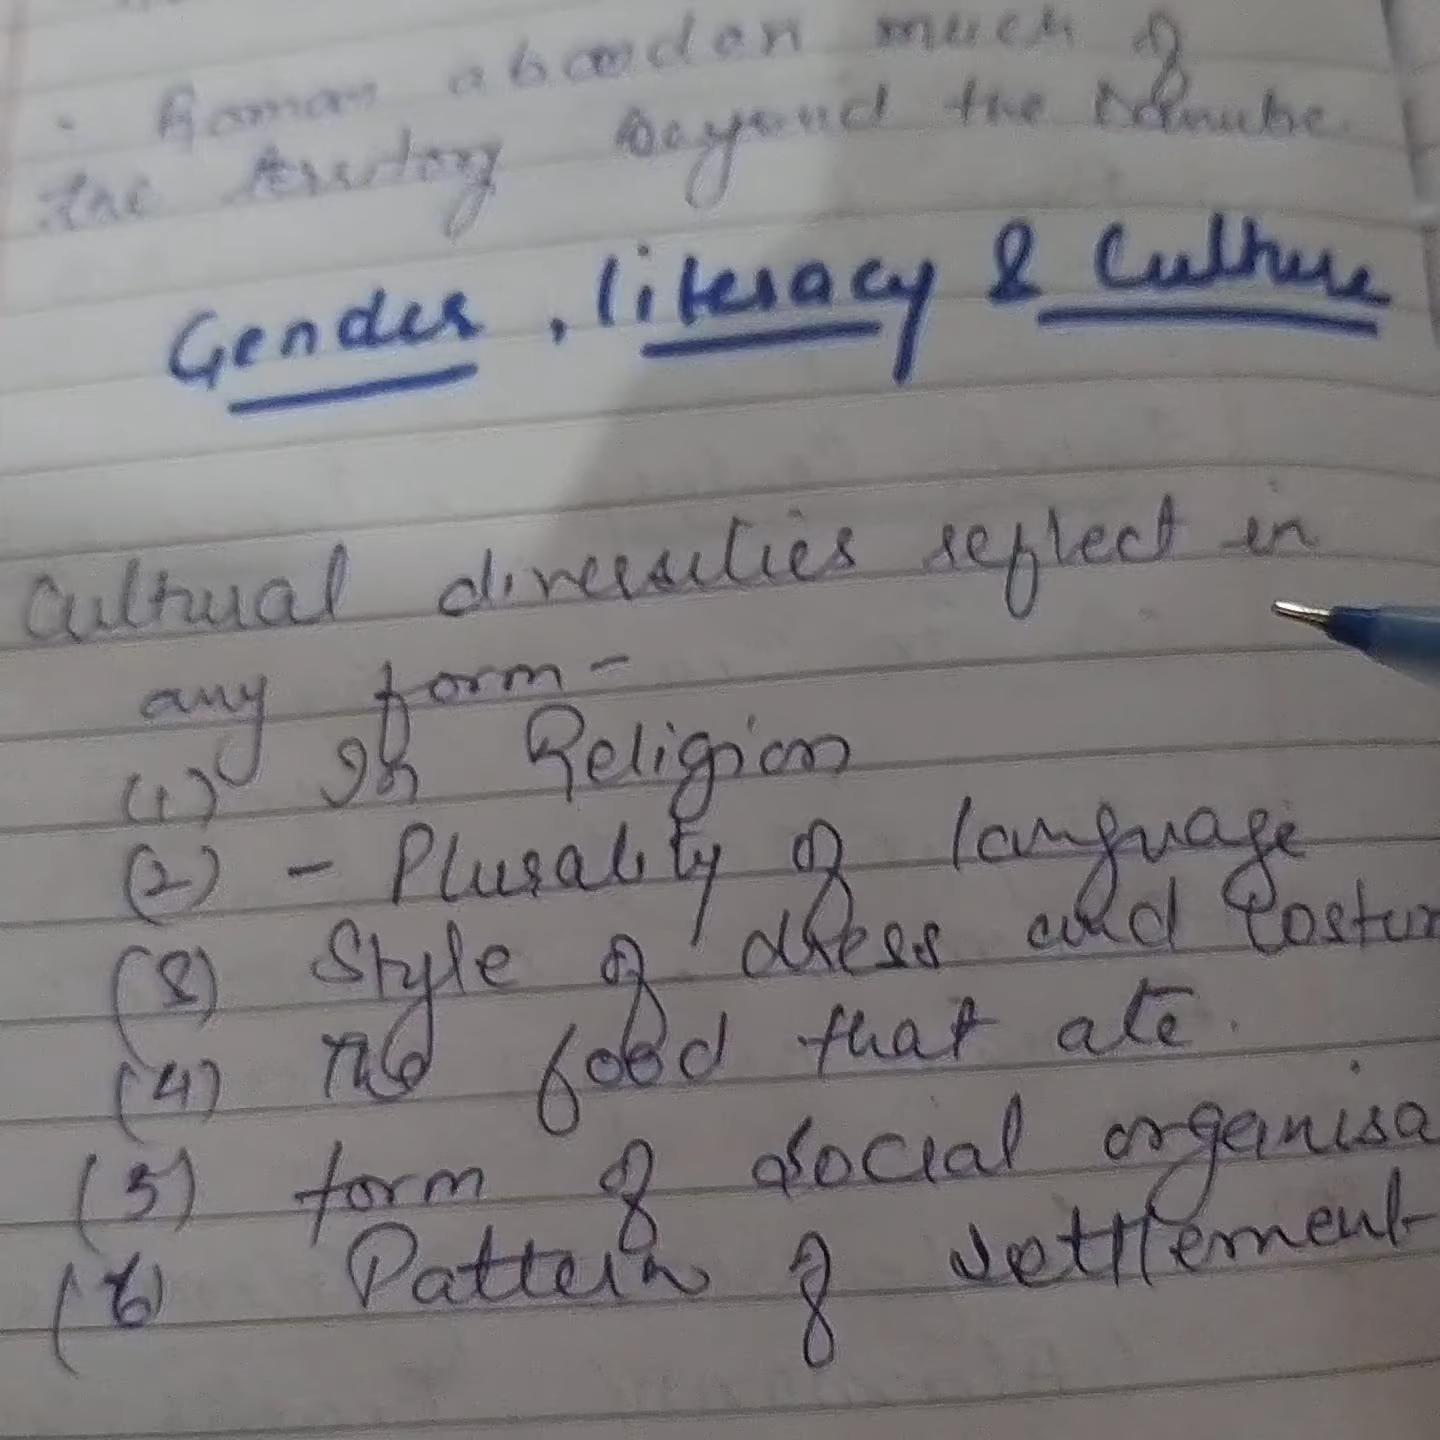 · Roman abandon much of
the territory beyond the Danube.
Gender, literacy & Culture
Cultural diversities reflect in
any form -
(1) In Religion
(2) - Plurality of language
(3) Style of dress and Costum
(4) The food that ate.
(5) form of social organisa
(6) Pattern of settlement